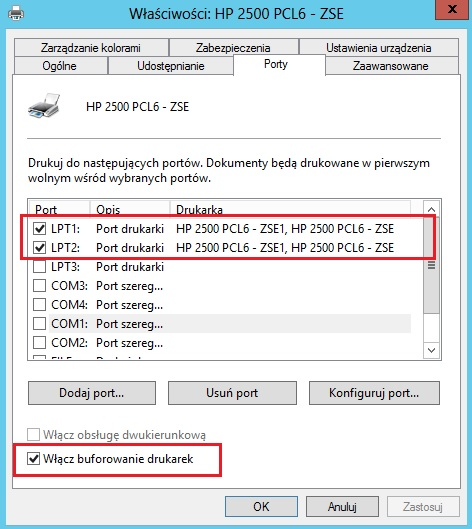 Właściwości: HP 2500 PCL6 - ZSE
x
Zarządzanie kolorami Zabezpieczenia Ustawienia urządzenia
Ogólne Udostępnianie Porty Zaawansowane
HP 2500 PCL6 - ZSE
Drukuj do następujących portów. Dokumenty będą drukowane w pierwszym
wolnym wśród wybranych portów.
Port Opis Drukarka
LPT1: Port drukarki HP 2500 PCL6 - ZSE1, HP 2500 PCL6 - ZSE
LPT2: Port drukarki HP 2500 PCL6 - ZSE1, HP 2500 PCL6 - ZSE
LPT3: Port drukarki
COM3: Port szereg...
COM4: Port szereg...
COM1: Port szereg...
COM2: Port szereg...
Dodaj port... Usuń port Konfiguruj port...
Włącz obsługę dwukierunkową
Włącz buforowanie drukarek
OK Anuluj Zastosuj